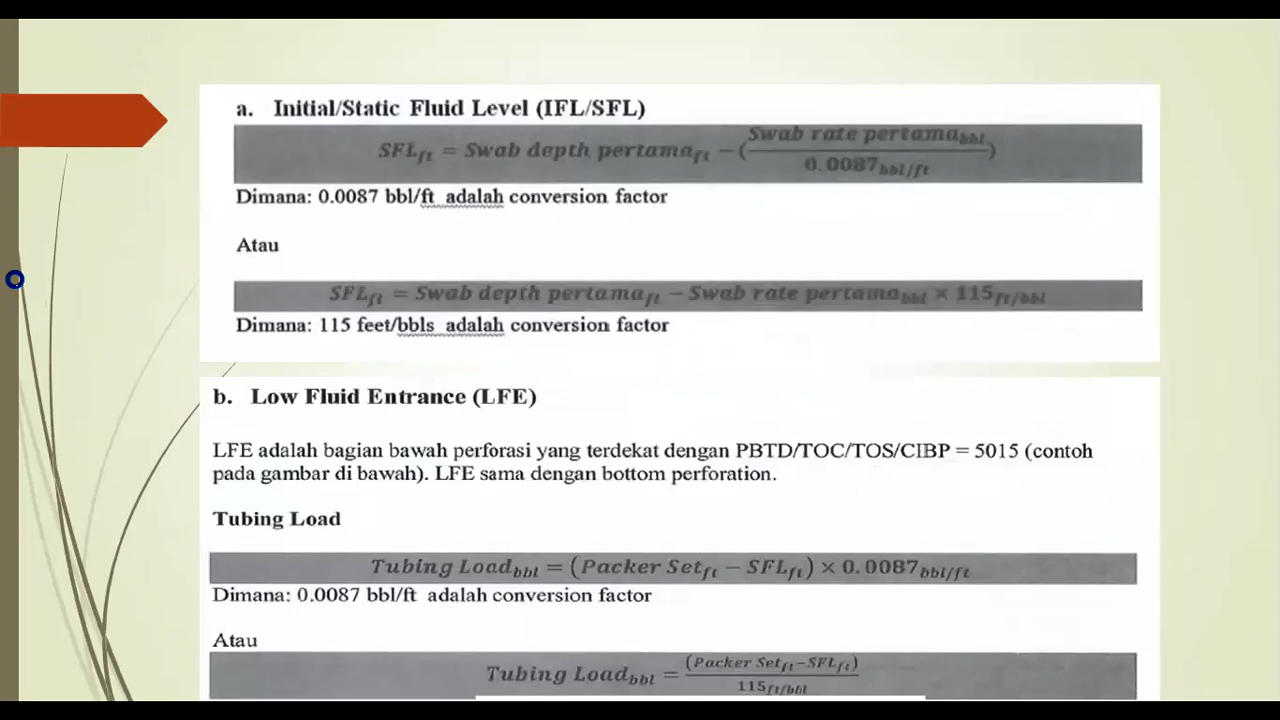 a. Initial/Static Fluid Level (IFL/SFL)
SFL_ft = Swab depth pertama_ft − (Swab rate pertama_bbl / 0.0087_bbl/ft)
Dimana: 0.0087 bbl/ft adalah conversion factor
Atau
SFL_ft = Swab depth pertama_ft − Swab rate pertama_bbl × 115_ft/bbl
Dimana: 115 feet/bbls adalah conversion factor
b. Low Fluid Entrance (LFE)
LFE adalah bagian bawah perforasi yang terdekat dengan PBTD/TOC/TOS/CIBP = 5015 (contoh
pada gambar di bawah). LFE sama dengan bottom perforation.
Tubing Load
Tubing Load_bbl = (Packer Set_ft − SFL_ft) × 0.0087_bbl/ft
Dimana: 0.0087 bbl/ft adalah conversion factor
Atau
Tubing Load_bbl = (Packer Set_ft−SFL_ft) / 115_ft/bbl